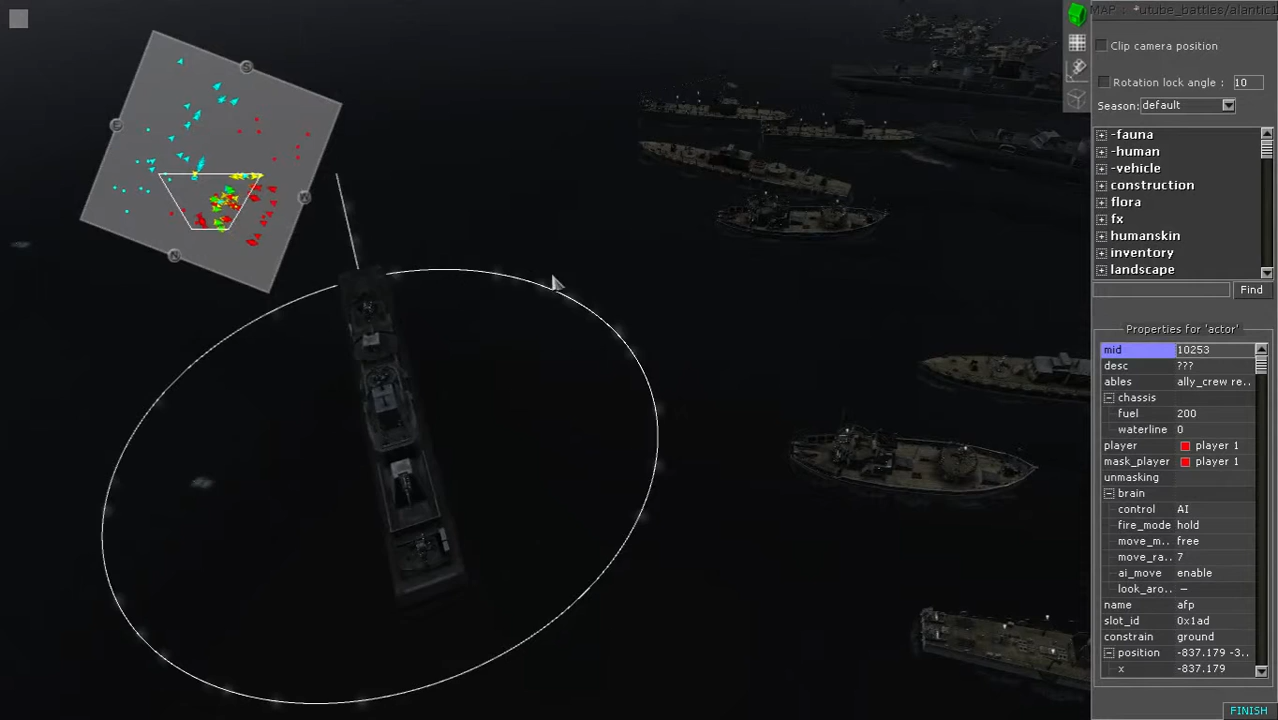 MAP : *utube_battles/alantic1
Clip camera position
Rotation lock angle : 10
Season: default
-fauna
-human
-vehicle
construction
flora
fx
humanskin
inventory
landscape
Find
Properties for 'actor'
mid 10253
desc ???
ables ally_crew re..
chassis
fuel 200
waterline 0
player player 1
mask_player player 1
unmasking
brain
control AI
fire_mode hold
move_m.. free
move_ra.. 7
ai_move enable
look_aro.. —
name afp
slot_id 0x1ad
constrain ground
position -837.179 -3..
x -837.179
FINISH
S
E
N